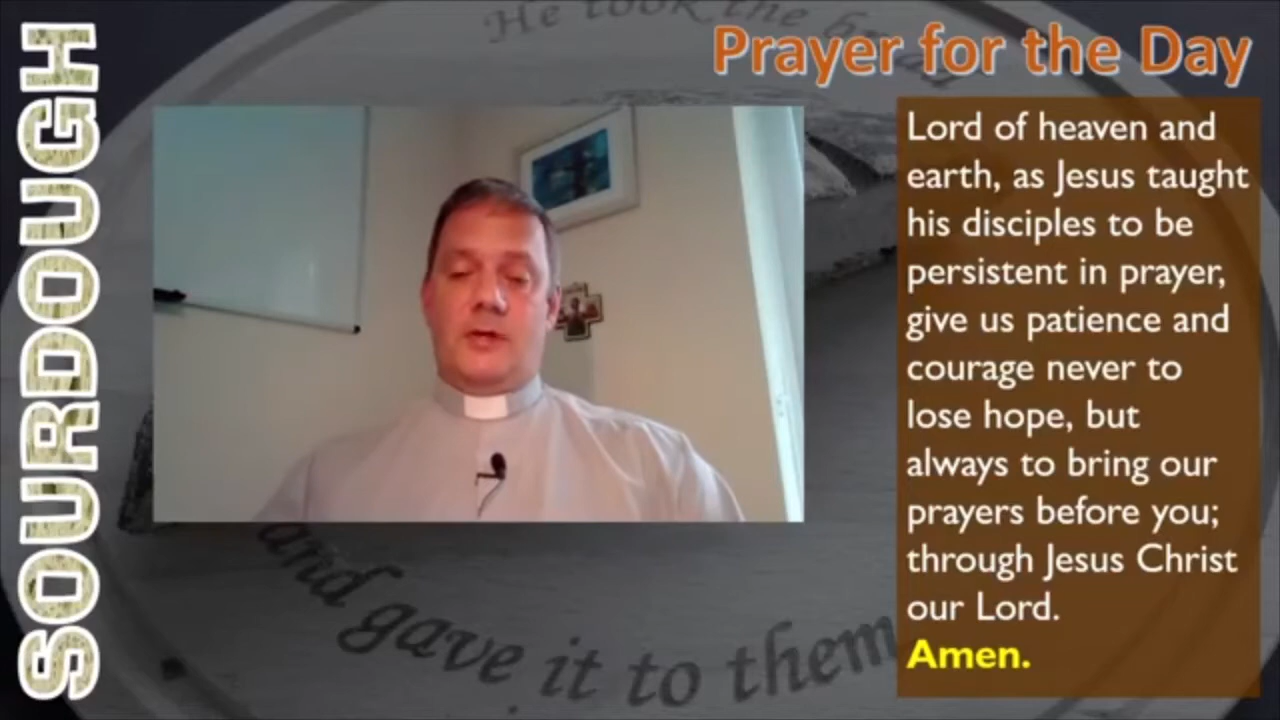 SOURDOUGH
He took the bread
Prayer for the Day
Lord of heaven and
earth, as Jesus taught
his disciples to be
persistent in prayer,
give us patience and
courage never to
lose hope, but
always to bring our
prayers before you;
through Jesus Christ
our Lord.
Amen.
and gave it to them